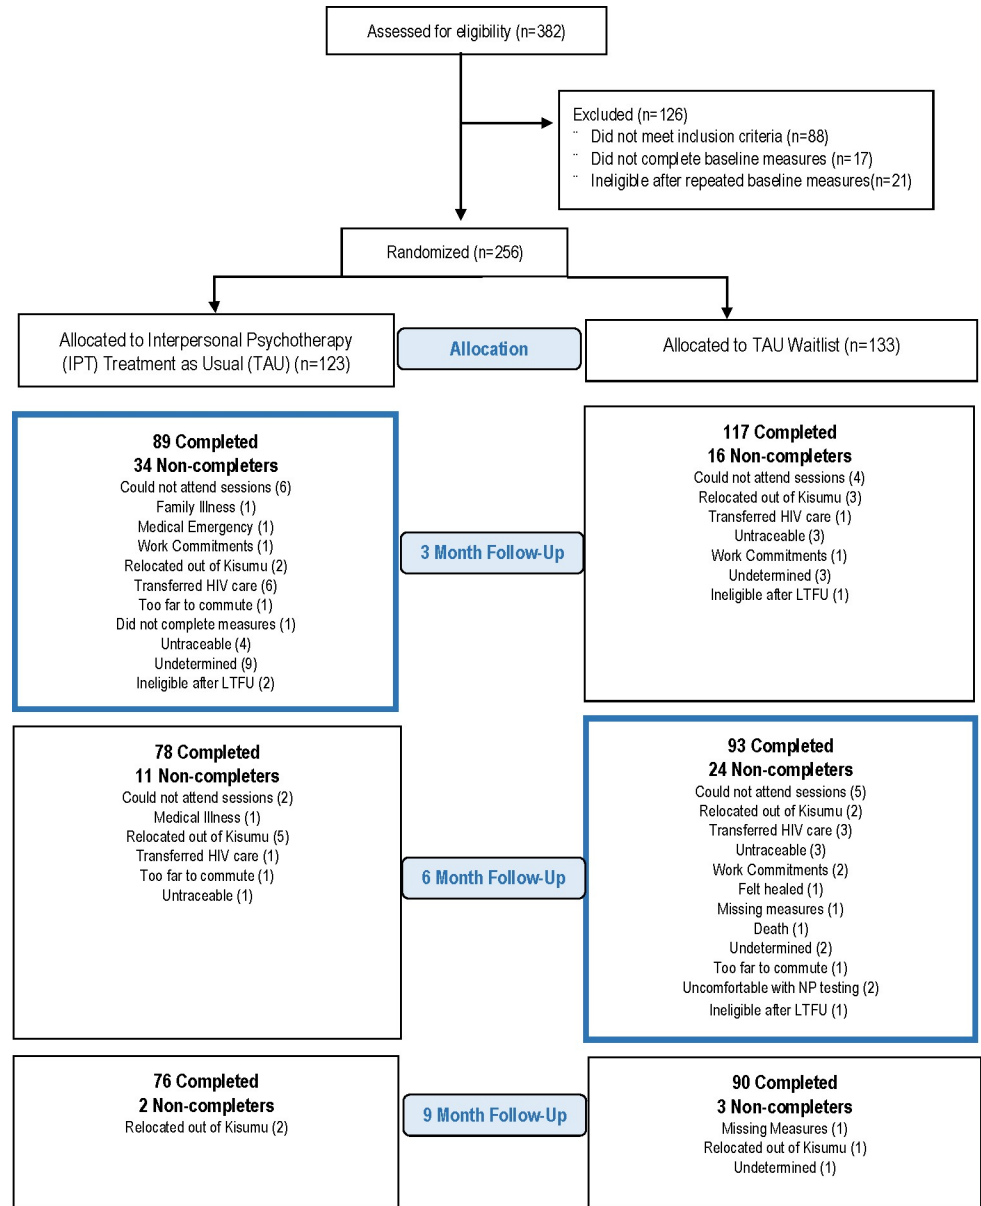 Assessed for eligibility (n=382)
Excluded (n=126)
¨ Did not meet inclusion criteria (n=88)
¨ Did not complete baseline measures (n=17)
¨ Ineligible after repeated baseline measures(n=21)
Randomized (n=256)
Allocated to Interpersonal Psychotherapy
(IPT) Treatment as Usual (TAU) (n=123)
Allocation
Allocated to TAU Waitlist (n=133)
89 Completed
34 Non-completers
Could not attend sessions (6)
Family Illness (1)
Medical Emergency (1)
Work Commitments (1)
Relocated out of Kisumu (2)
Transferred HIV care (6)
Too far to commute (1)
Did not complete measures (1)
Untraceable (4)
Undetermined (9)
Ineligible after LTFU (2)
3 Month Follow-Up
117 Completed
16 Non-completers
Could not attend sessions (4)
Relocated out of Kisumu (3)
Transferred HIV care (1)
Untraceable (3)
Work Commitments (1)
Undetermined (3)
Ineligible after LTFU (1)
78 Completed
11 Non-completers
Could not attend sessions (2)
Medical Illness (1)
Relocated out of Kisumu (5)
Transferred HIV care (1)
Too far to commute (1)
Untraceable (1)
6 Month Follow-Up
93 Completed
24 Non-completers
Could not attend sessions (5)
Relocated out of Kisumu (2)
Transferred HIV care (3)
Untraceable (3)
Work Commitments (2)
Felt healed (1)
Missing measures (1)
Death (1)
Undetermined (2)
Too far to commute (1)
Uncomfortable with NP testing (2)
Ineligible after LTFU (1)
76 Completed
2 Non-completers
Relocated out of Kisumu (2)
9 Month Follow-Up
90 Completed
3 Non-completers
Missing Measures (1)
Relocated out of Kisumu (1)
Undetermined (1)